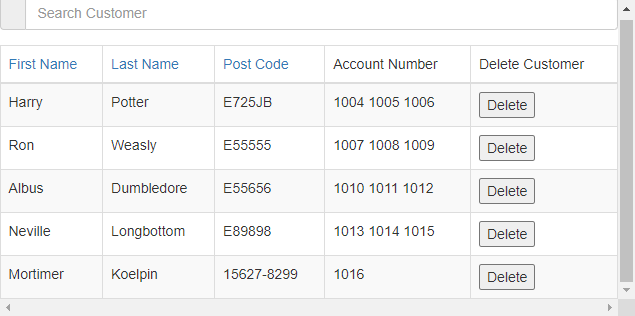 Search Customer
First Name Last Name Post Code Account Number Delete Customer
Harry Potter E725JB 1004 1005 1006 Delete
Ron Weasly E55555 1007 1008 1009 Delete
Albus Dumbledore E55656 1010 1011 1012 Delete
Neville Longbottom E89898 1013 1014 1015 Delete
Mortimer Koelpin 15627-8299 1016 Delete